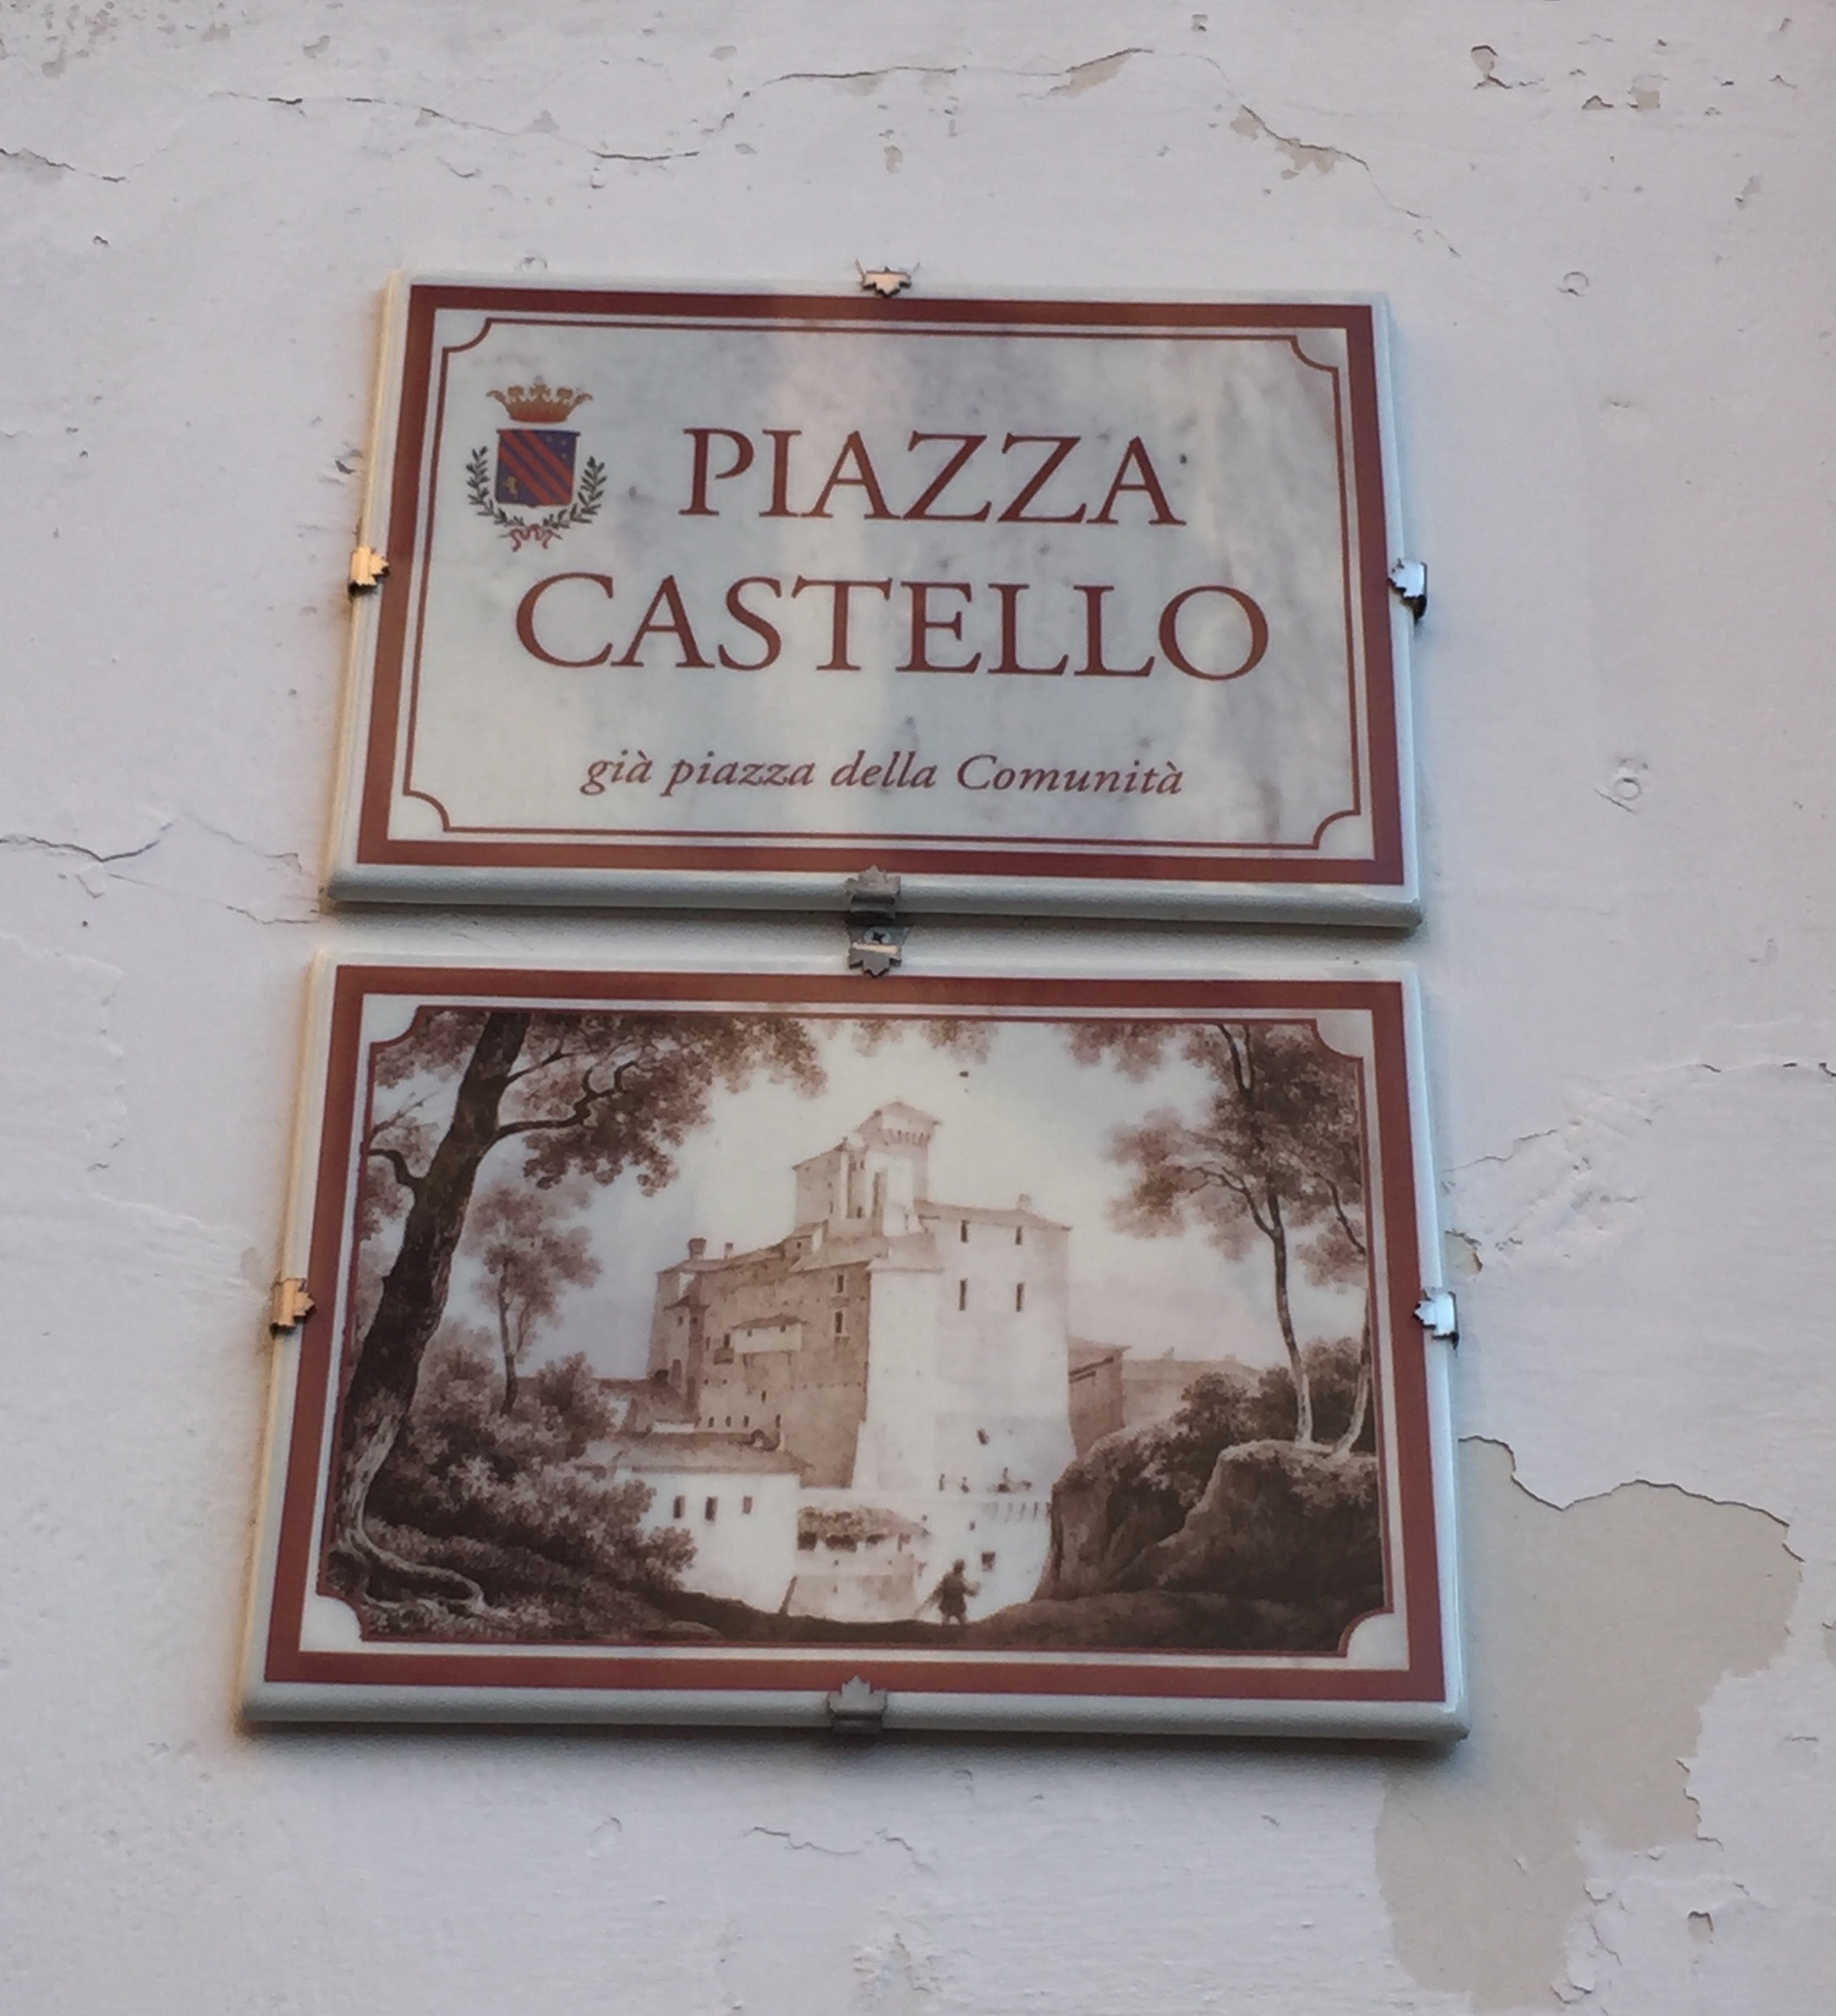 PIAZZA
CASTELLO
già piazza della Comunità